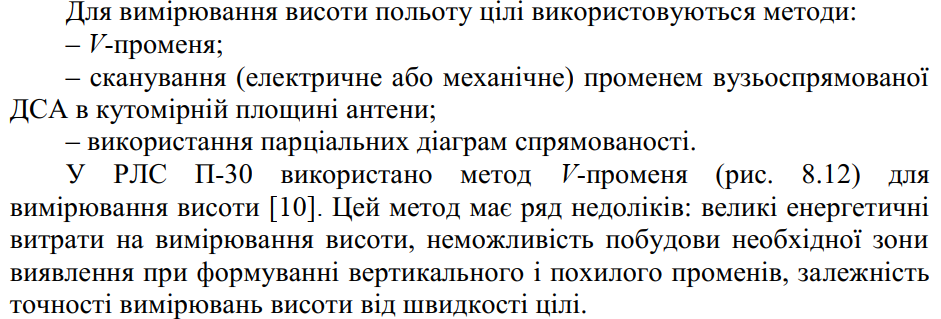 Для вимірювання висоти польоту цілі використовуються методи:
– V-променя;
– сканування (електричне або механічне) променем вузьоспрямованої
ДСА в кутомірній площині антени;
– використання парціальних діаграм спрямованості.
У РЛС П-30 використано метод V-променя (рис. 8.12) для
вимірювання висоти [10]. Цей метод має ряд недоліків: великі енергетичні
витрати на вимірювання висоти, неможливість побудови необхідної зони
виявлення при формуванні вертикального і похилого променів, залежність
точності вимірювань висоти від швидкості цілі.